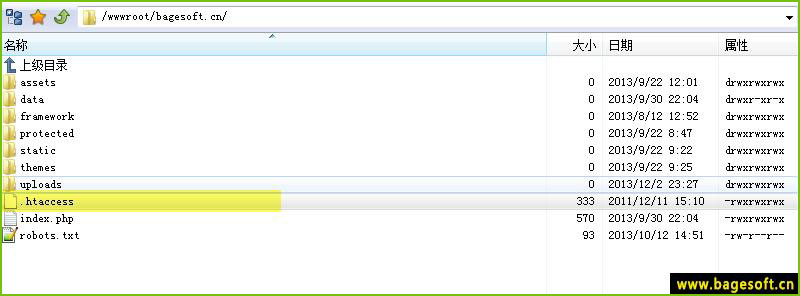 /wwwroot/bagesoft.cn/
名称 大小 日期 属性
上级目录
assets 0 2013/9/22 12:01 drwxrwxrwx
data 0 2013/9/30 22:04 drwxr-xr-x
framework 0 2013/8/12 12:52 drwxrwxrwx
protected 0 2013/9/22 8:47 drwxrwxrwx
static 0 2013/9/22 9:22 drwxrwxrwx
themes 0 2013/9/22 9:25 drwxrwxrwx
uploads 0 2013/12/2 23:27 drwxrwxrwx
.htaccess 333 2011/12/11 15:10 -rwxrwxrwx
index.php 570 2013/9/30 22:04 -rwxrwxrwx
robots.txt 93 2013/10/12 14:51 -rw-r--r--
www.bagesoft.cn